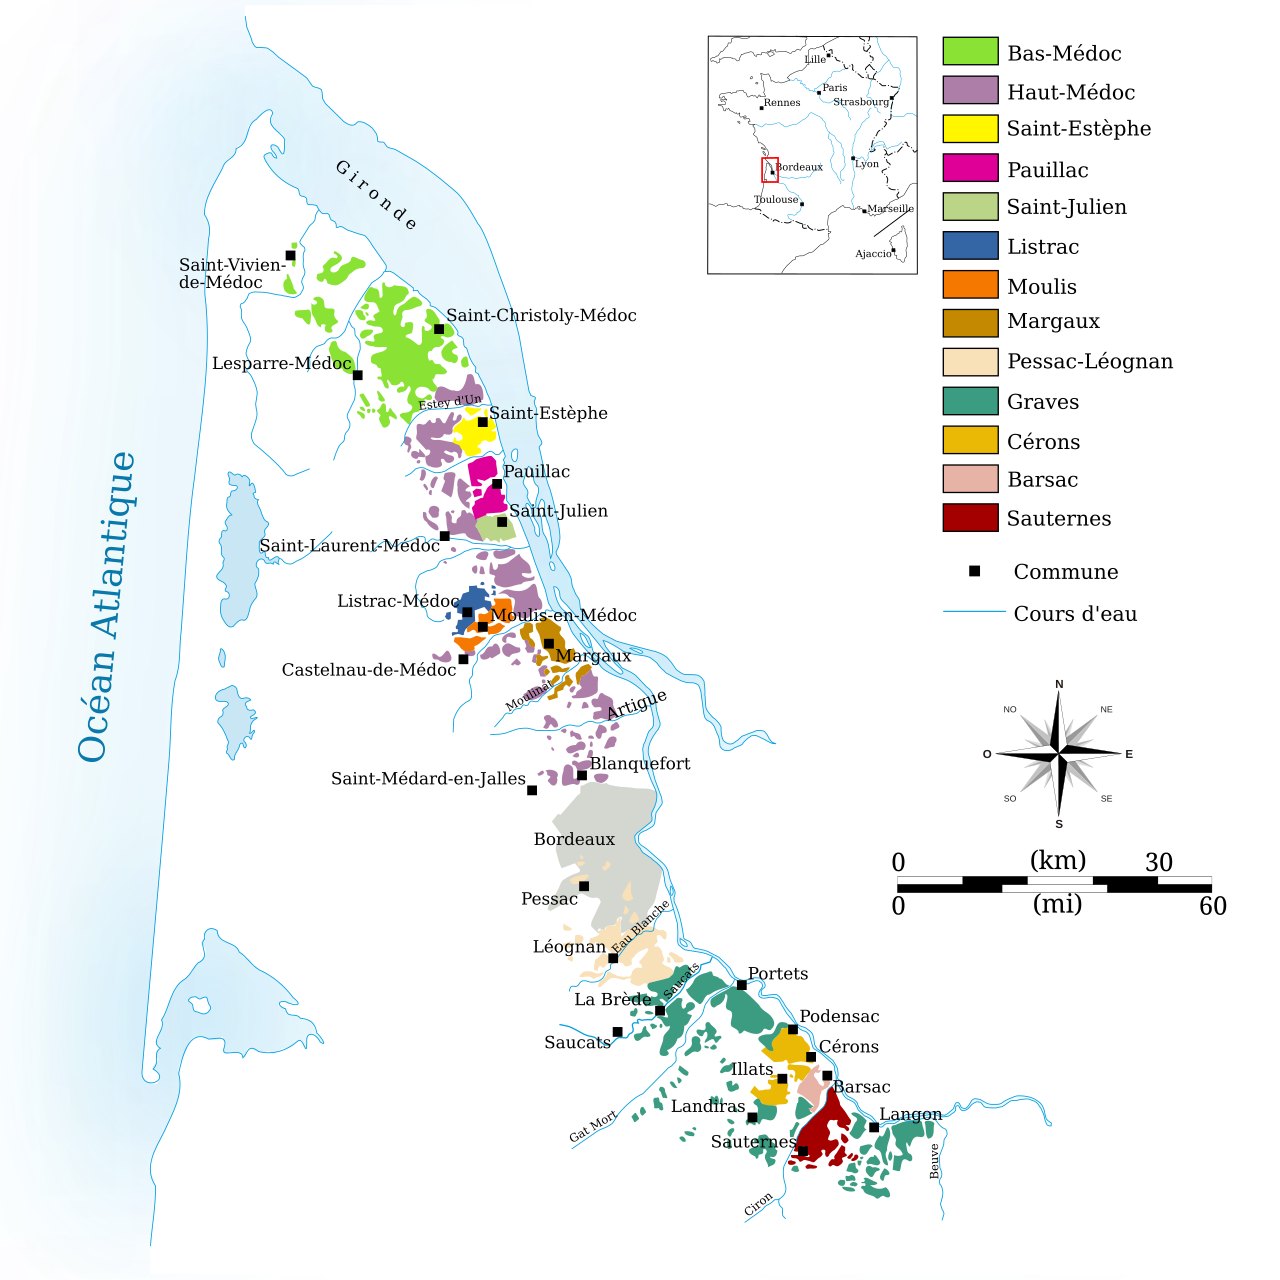 Gironde
Océan Atlantique
Saint-Vivien-
de-Médoc
Saint-Christoly-Médoc
Lesparre-Médoc
Estey d'Un
Saint-Estèphe
Pauillac
Saint-Julien
Saint-Laurent-Médoc
Listrac-Médoc
Moulis-en-Médoc
Margaux
Castelnau-de-Médoc
Moulinat
Artigue
Blanquefort
Saint-Médard-en-Jalles
Bordeaux
Pessac
Eau Blanche
Léognan
Saucats
Portets
La Brède
Podensac
Saucats
Cérons
Illats
Barsac
Landiras
Langon
Gat Mort
Sauternes
Beuve
Ciron
Lille
Paris
Strasbourg
Rennes
Bordeaux
Lyon
Toulouse
Marseille
Ajaccio
Bas-Médoc
Haut-Médoc
Saint-Estèphe
Pauillac
Saint-Julien
Listrac
Moulis
Margaux
Pessac-Léognan
Graves
Cérons
Barsac
Sauternes
Commune
Cours d'eau
N
NO
NE
O
E
SO
SE
S
0 (km) 30
0 (mi) 60